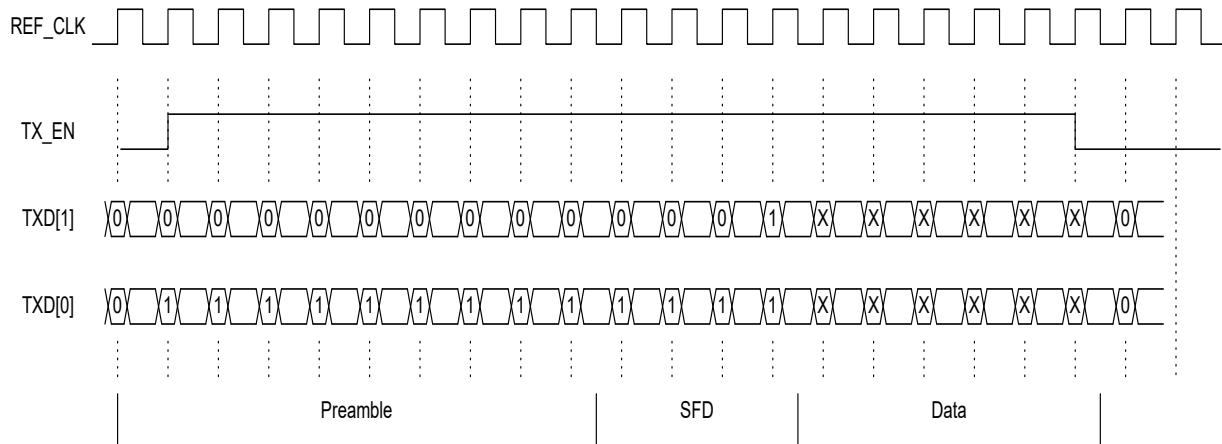 REF_CLK
TX_EN
TXD[1] 0 0 0 0 0 0 0 0 0 0 0 0 0 1 X X X X X X 0
TXD[0] 0 1 1 1 1 1 1 1 1 1 1 1 1 1 X X X X X X 0
Preamble SFD Data